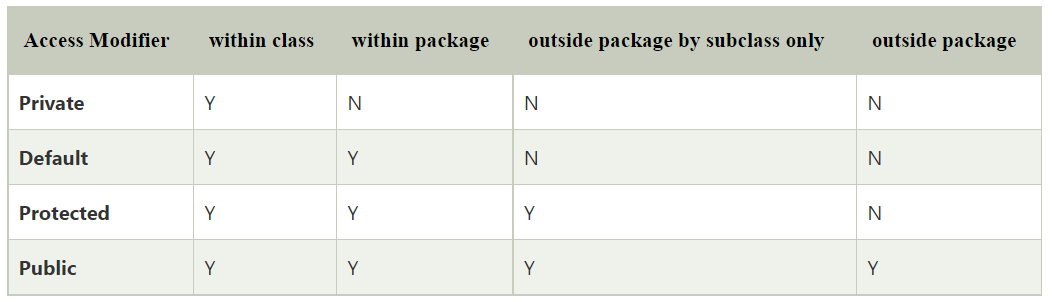 Access Modifier within class within package outside package by subclass only outside package
Private Y N N N
Default Y Y N N
Protected Y Y Y N
Public Y Y Y Y